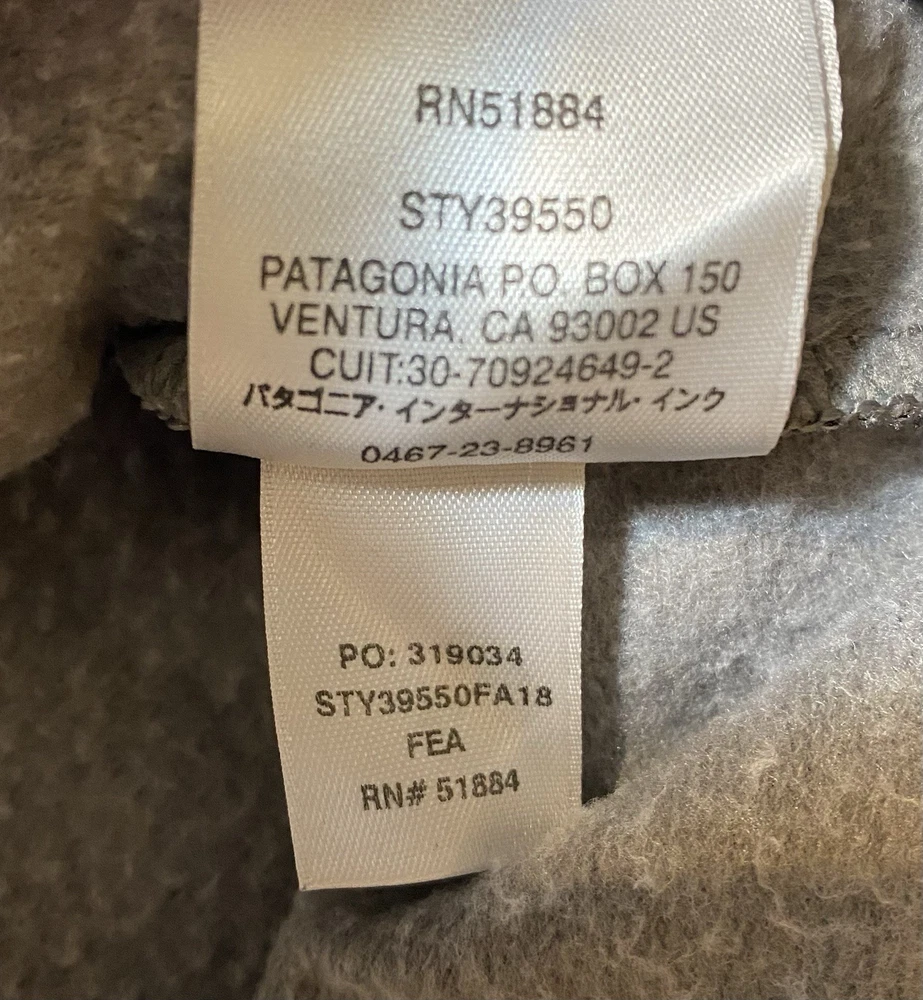 RN51884
STY39550
PATAGONIA P.O. BOX 150
VENTURA, CA 93002 US
CUIT:30-70924649-2
パタゴニア・インターナショナル・インク
0467-23-8961
PO: 319034
STY39550FA18
FEA
RN# 51884